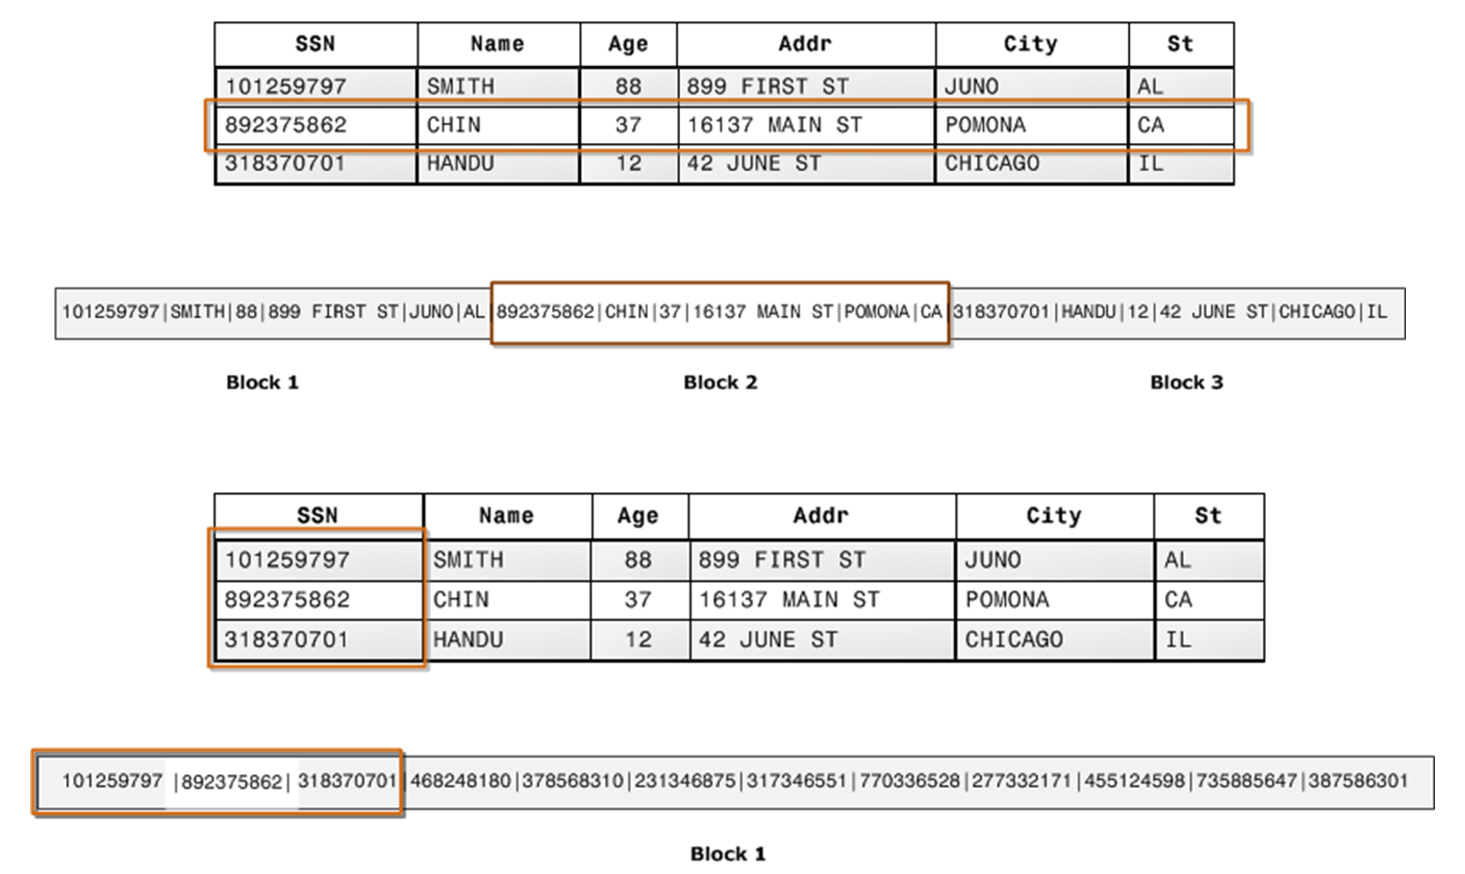 SSN Name Age Addr City St
101259797 SMITH 88 899 FIRST ST JUNO AL
892375862 CHIN 37 16137 MAIN ST POMONA CA
318370701 HANDU 12 42 JUNE ST CHICAGO IL
101259797|SMITH|88|899 FIRST ST|JUNO|AL 892375862|CHIN|37|16137 MAIN ST|POMONA|CA 318370701|HANDU|12|42 JUNE ST|CHICAGO|IL
Block 1 Block 2 Block 3
SSN Name Age Addr City St
101259797 SMITH 88 899 FIRST ST JUNO AL
892375862 CHIN 37 16137 MAIN ST POMONA CA
318370701 HANDU 12 42 JUNE ST CHICAGO IL
101259797 |892375862| 318370701|468248180|378568310|231346875|317346551|770336528|277332171|455124598|735885647|387586301
Block 1